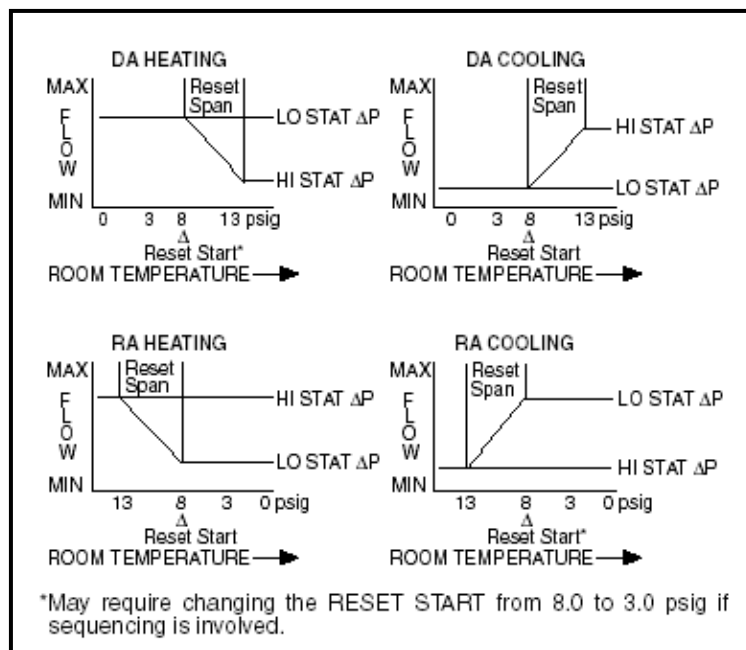 DA HEATING
MAX
FLOW
MIN
Reset
Span
LO STAT ΔP
HI STAT ΔP
0 3 8 13 psig
Δ
Reset Start*
ROOM TEMPERATURE
DA COOLING
MAX
FLOW
MIN
Reset
Span
HI STAT ΔP
LO STAT ΔP
0 3 8 13 psig
Δ
Reset Start
ROOM TEMPERATURE
RA HEATING
MAX
FLOW
MIN
Reset
Span
HI STAT ΔP
LO STAT ΔP
13 8 3 0 psig
Δ
Reset Start
ROOM TEMPERATURE
RA COOLING
MAX
FLOW
MIN
Reset
Span
LO STAT ΔP
HI STAT ΔP
13 8 3 0 psig
Δ
Reset Start*
ROOM TEMPERATURE
*May require changing the RESET START from 8.0 to 3.0 psig if
sequencing is involved.